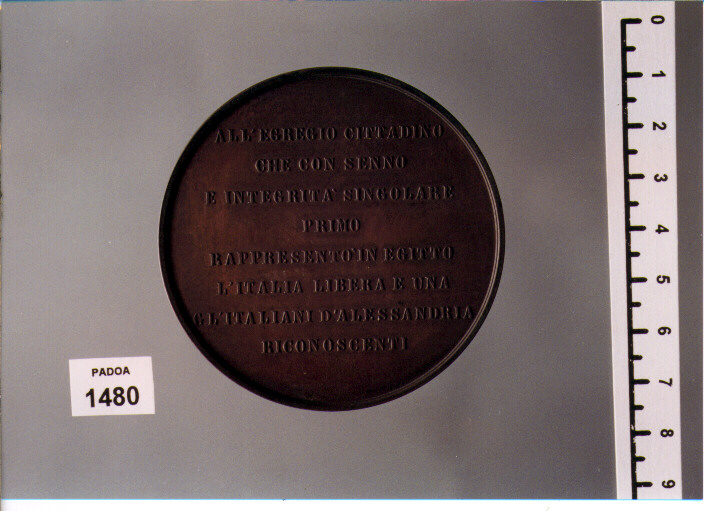 ALL'EGREGIO CITTADINO
CHE CON SENNO
E INTEGRITA' SINGOLARE
PRIMO
RAPPRESENTO' IN EGITTO
L'ITALIA LIBERA E UNA
GL'ITALIANI D'ALESSANDRIA
RICONOSCENTI
PADOA
1480
0
1
2
3
4
5
6
7
8
9